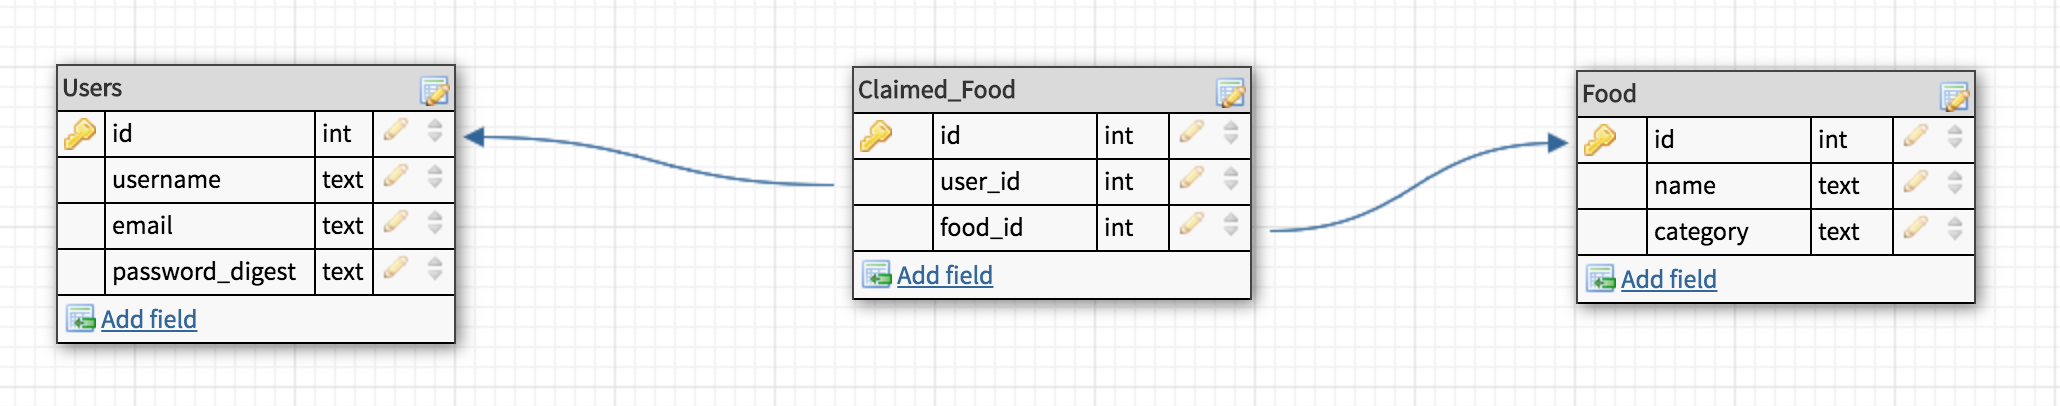 Users
id int
username text
email text
password_digest text
Add field
Claimed_Food
id int
user_id int
food_id int
Add field
Food
id int
name text
category text
Add field